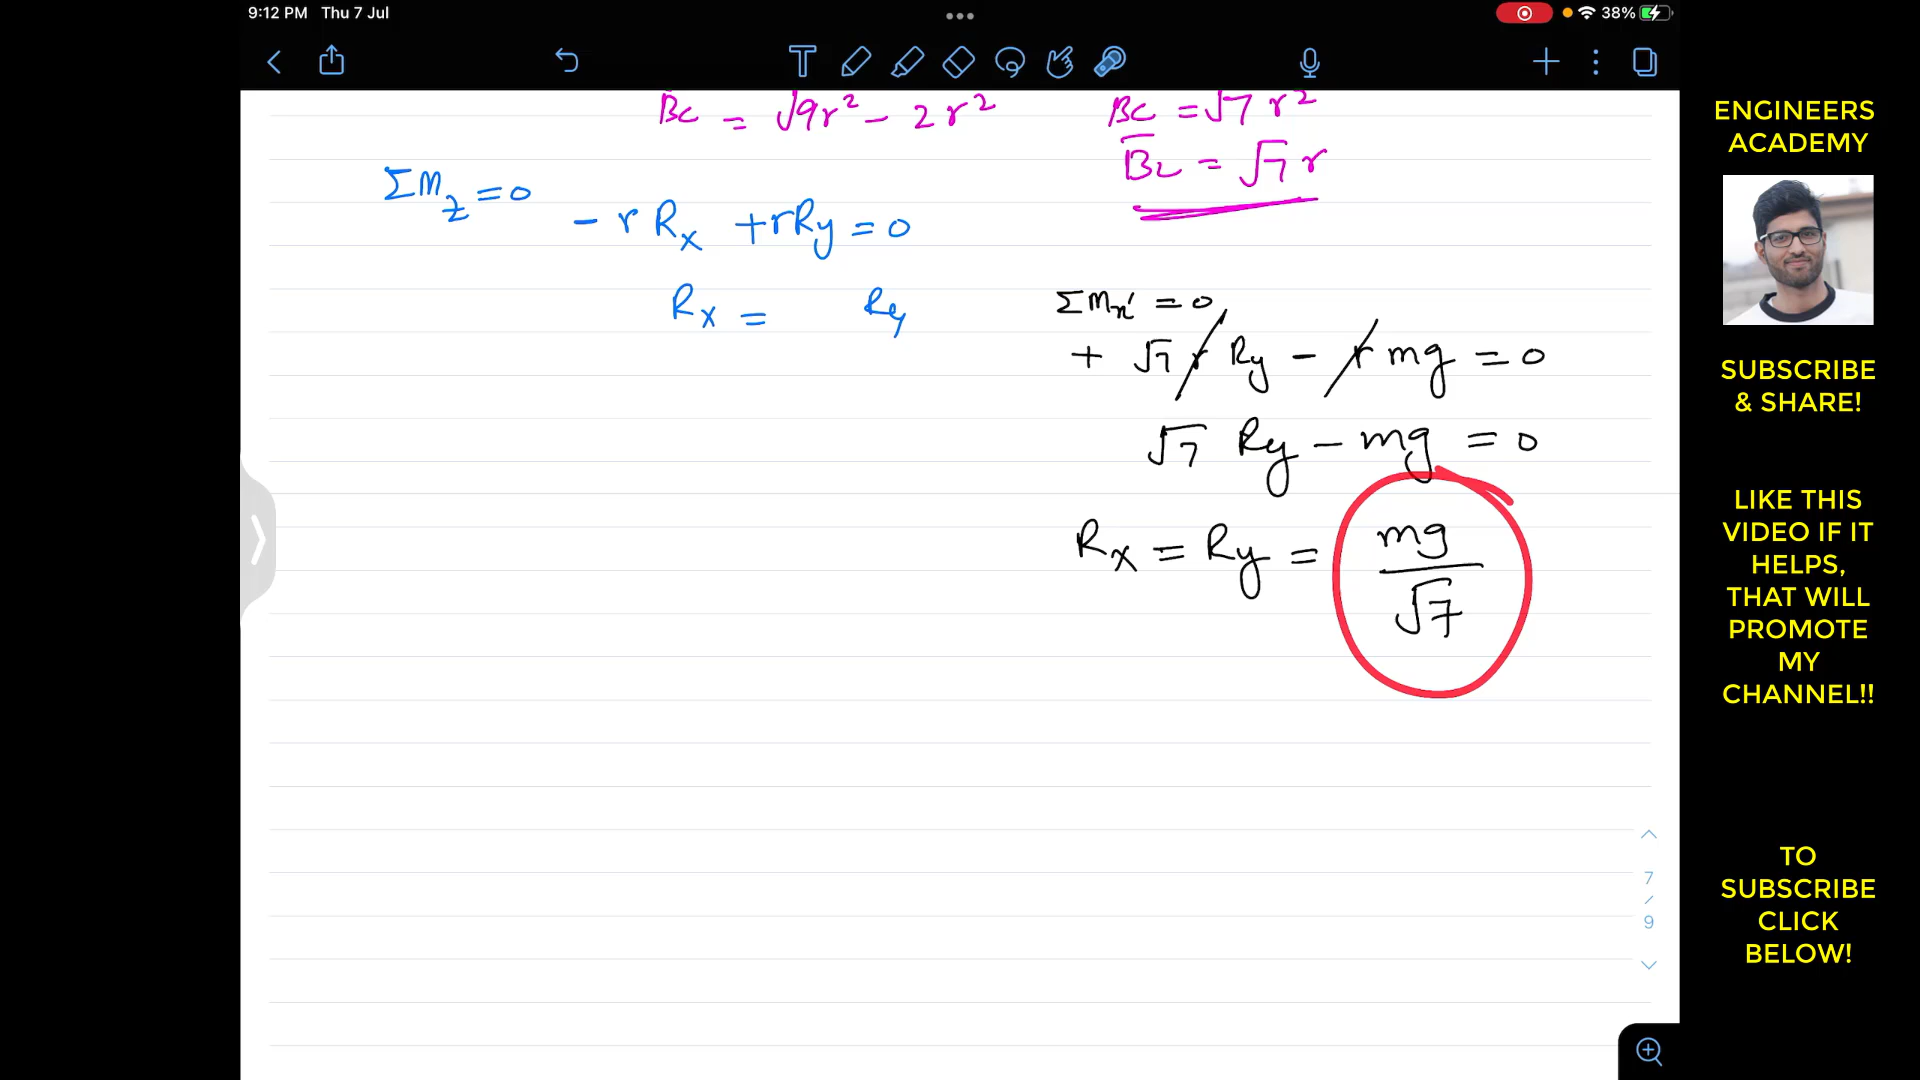 9:12 PM Thu 7 Jul
38%
BC = √9r² - 2r²
BC = √7 r²
BC = √7 r
ΣM_z = 0
- r Rx + r Ry = 0
Rx = Ry
ΣMx' = 0
+ √7 r Ry - r mg = 0
√7 Ry - mg = 0
Rx = Ry = mg/√7
7
/
9
ENGINEERS
ACADEMY
SUBSCRIBE
& SHARE!
LIKE THIS
VIDEO IF IT
HELPS,
THAT WILL
PROMOTE
MY
CHANNEL!!
TO
SUBSCRIBE
CLICK
BELOW!